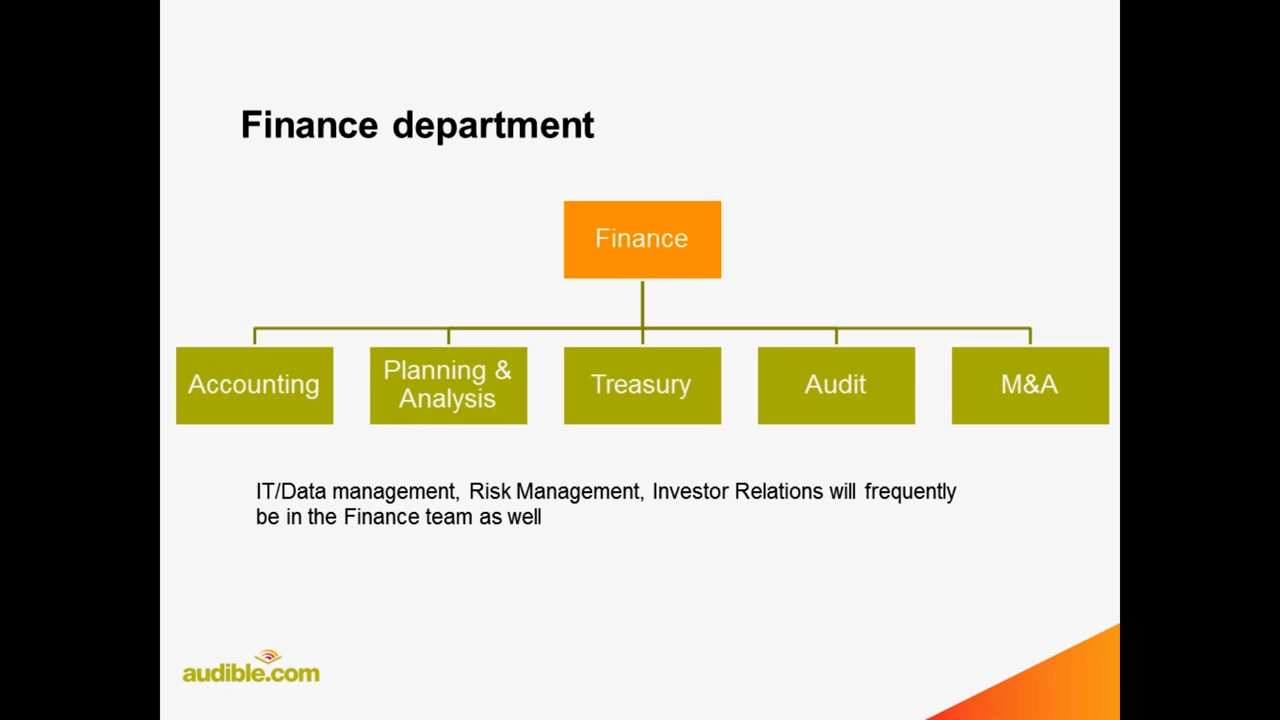 Finance department
Finance
Accounting
Planning &
Analysis
Treasury
Audit
M&A
IT/Data management, Risk Management, Investor Relations will frequently
be in the Finance team as well
audible.com